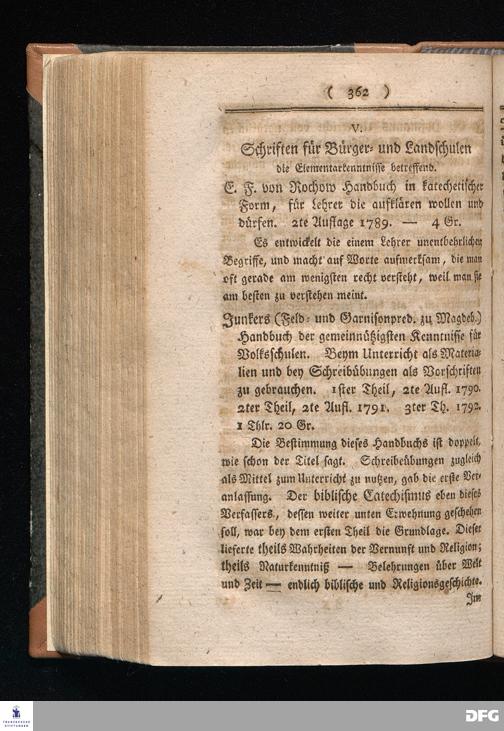 ( 362 )
V.
Schriften für Bürger- und Landschulen
die Elementarkenntnisse betreffend.
E. F. von Rochow Handbuch in katechetischer
Form, für Lehrer die aufklären wollen und
dürfen. 2te Auflage 1789. — 4 Gr.
Es entwickelt die einem Lehrer unentbehrlichen
Begriffe, und macht auf Worte aufmerksam, die man
oft gerade am wenigsten recht versteht, weil man sie
am besten zu verstehen meint.
Junkers (Feld- und Garnisonpred. zu Magdeb.)
Handbuch der gemeinnüzigsten Kenntnisse für
Volksschulen. Beym Unterricht als Materia-
lien und bey Schreibübungen als Vorschriften
zu gebrauchen. 1ster Theil, 2te Aufl. 1790.
2ter Theil, 2te Aufl. 1791. 3ter Th. 1792.
1 Thlr. 20 Gr.
Die Bestimmung dieses Handbuchs ist doppelt,
wie schon der Titel sagt. Schreibeübungen zugleich
als Mittel zum Unterricht zu nutzen, gab die erste Ver-
anlassung. Der biblische Catechismus eben dieses
Verfassers, dessen weiter unten Erwehnung geschehen
soll, war bey dem ersten Theil die Grundlage. Dieser
lieferte theils Wahrheiten der Vernunft und Religion;
theils Naturkenntniß — Belehrungen über Welt
und Zeit — endlich biblische und Religionsgeschichte.
Im
FRANCKESCHE
STIFTUNGEN
DFG